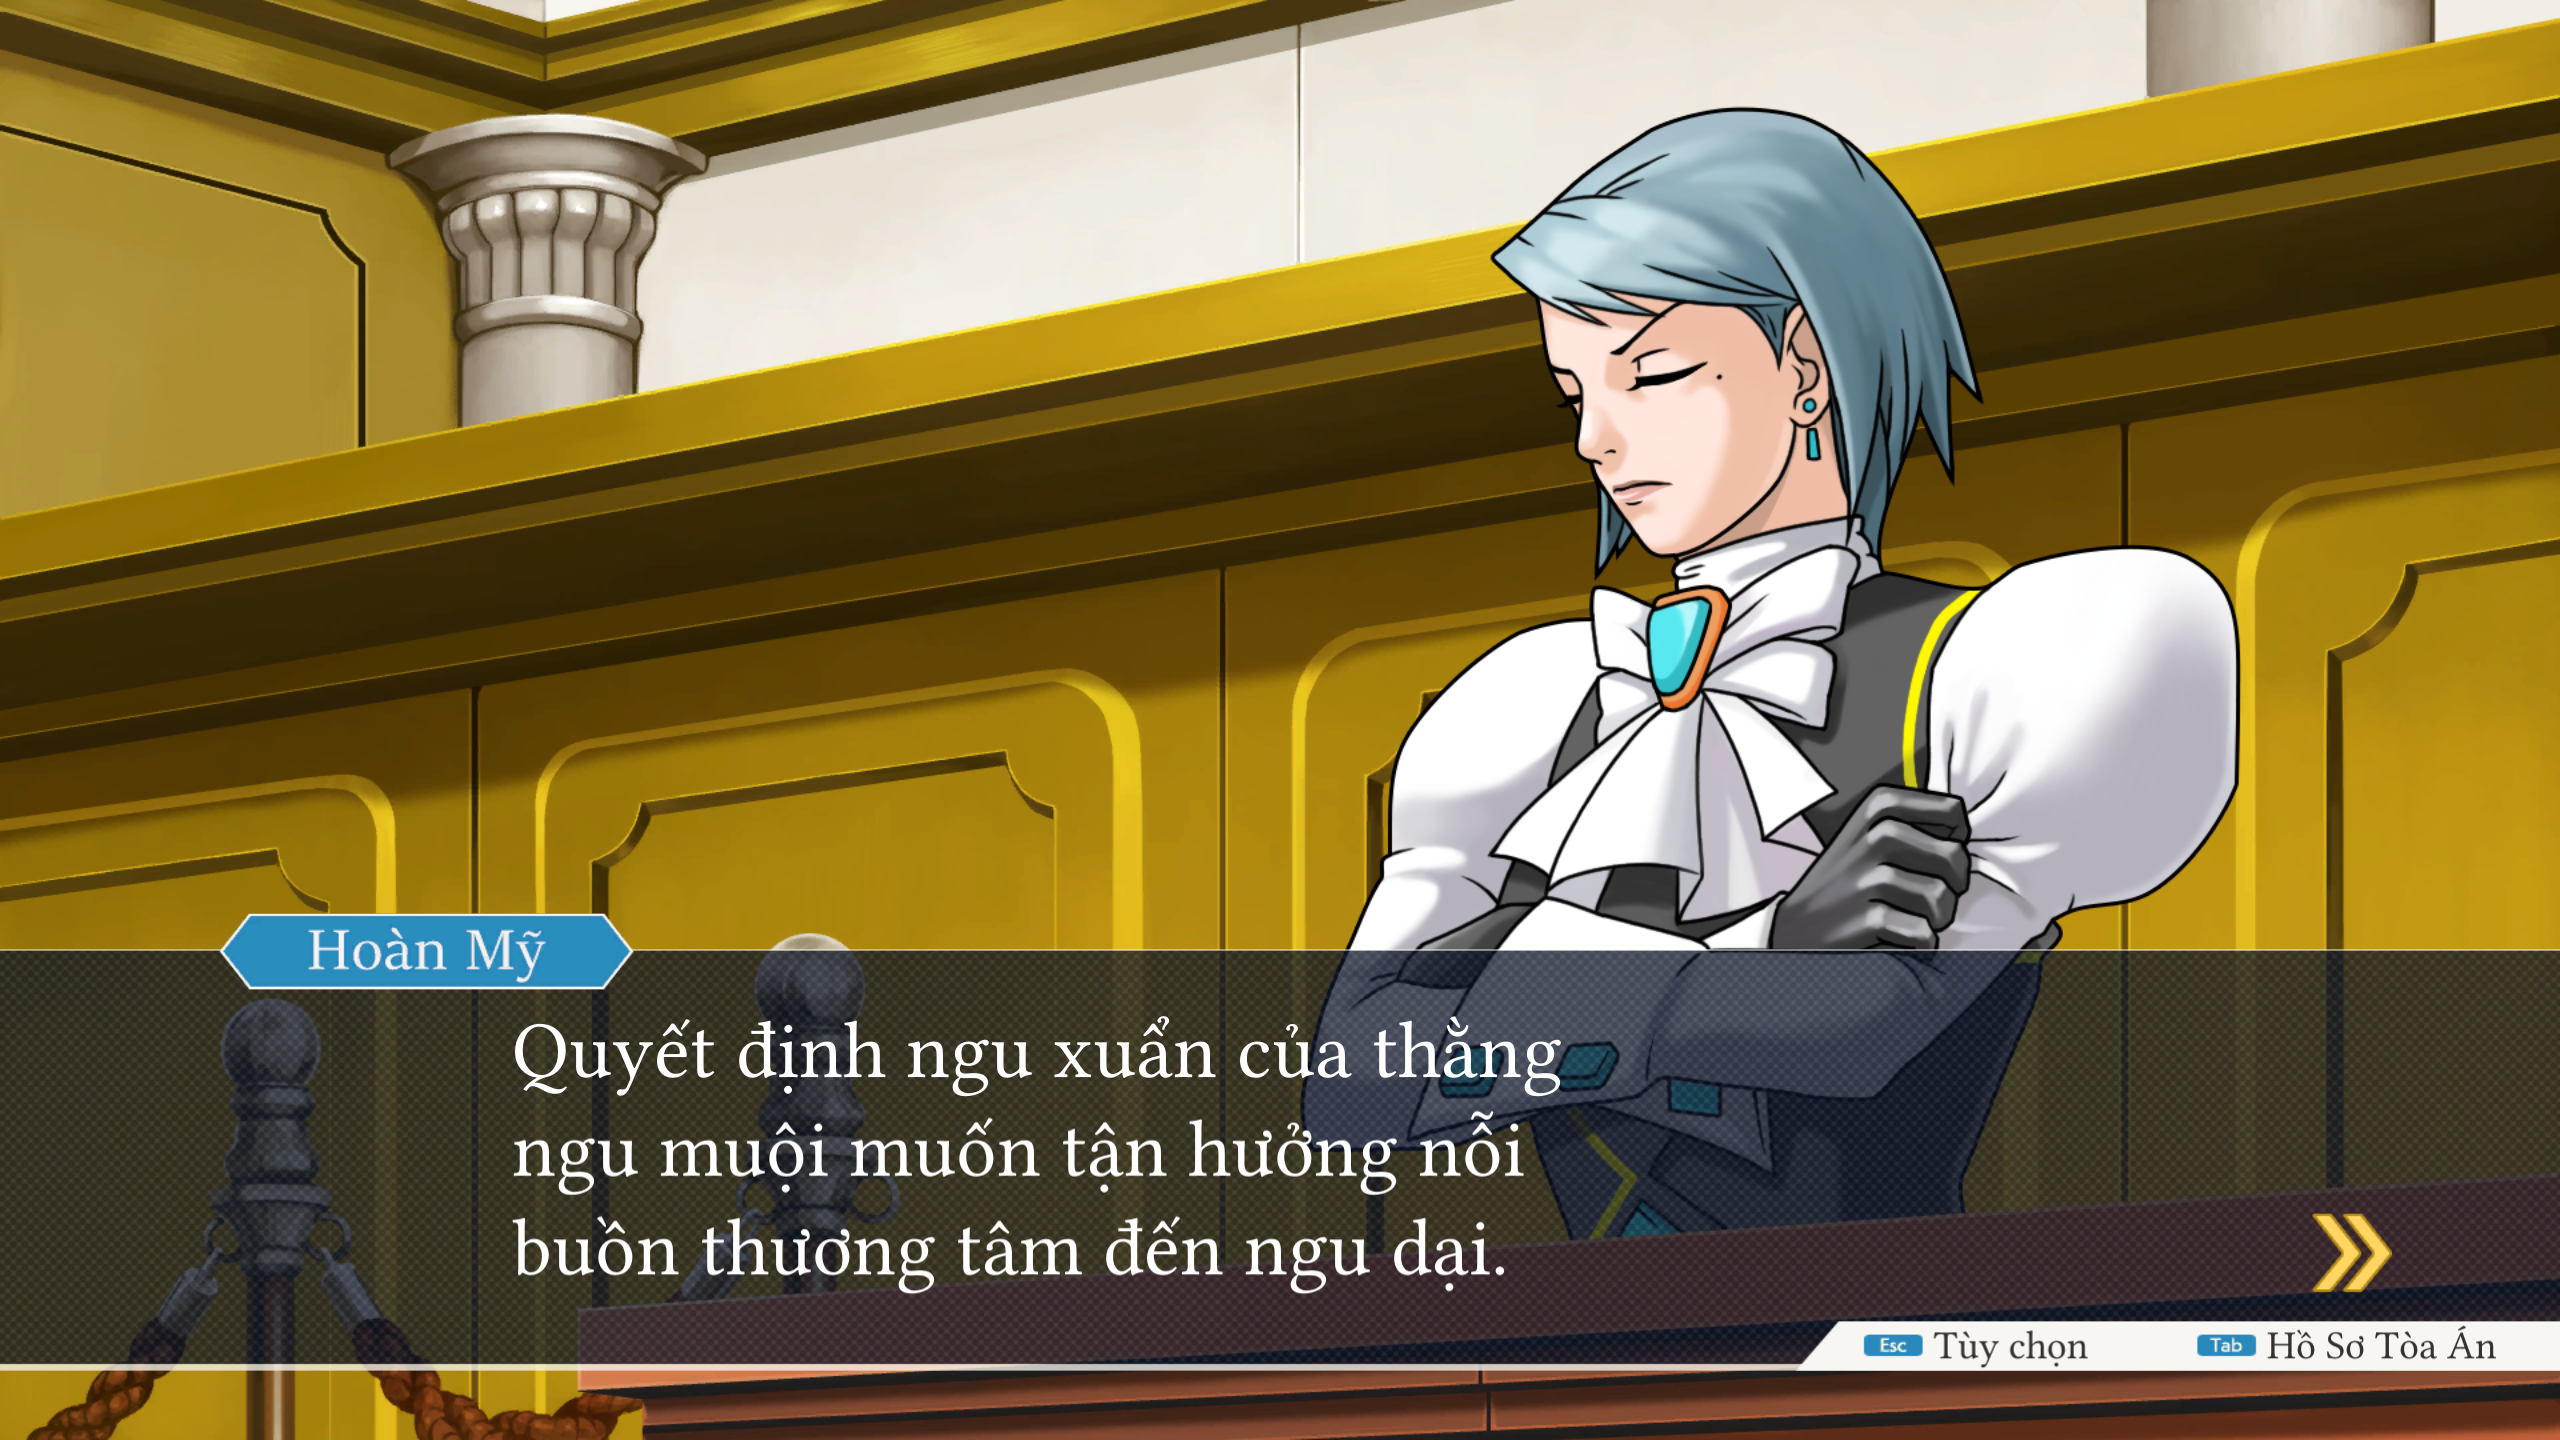 Hoàn Mỹ
Quyết định ngu xuẩn của thằng
ngu muội muốn tận hưởng nỗi
buồn thương tâm đến ngu dại.
Esc Tùy chọn Tab Hồ Sơ Tòa Án